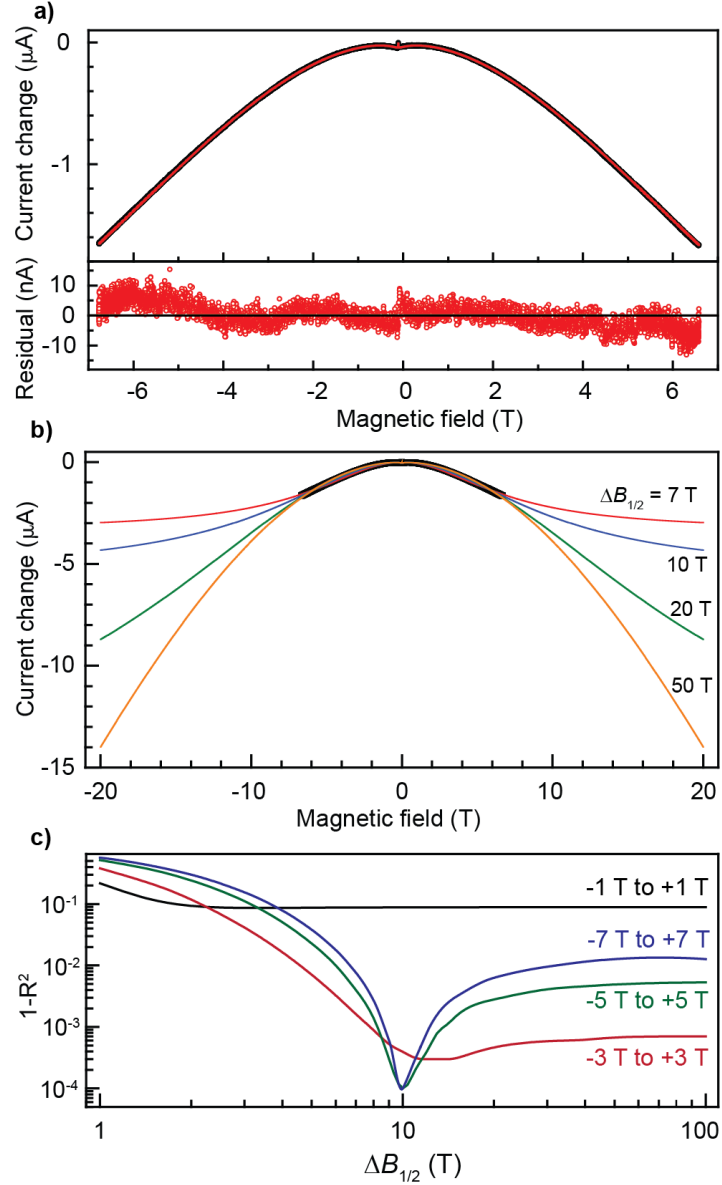 a)
0
-1
Current change (μA)
10
0
-10
Residual (nA)
-6 -4 -2 0 2 4 6
Magnetic field (T)
b)
0
-5
-10
-15
Current change (μA)
ΔB1/2 = 7 T
10 T
20 T
50 T
-20 -10 0 10 20
Magnetic field (T)
c)
10-1
10-2
10-3
10-4
1-R2
-1 T to +1 T
-7 T to +7 T
-5 T to +5 T
-3 T to +3 T
1 10 100
ΔB1/2 (T)